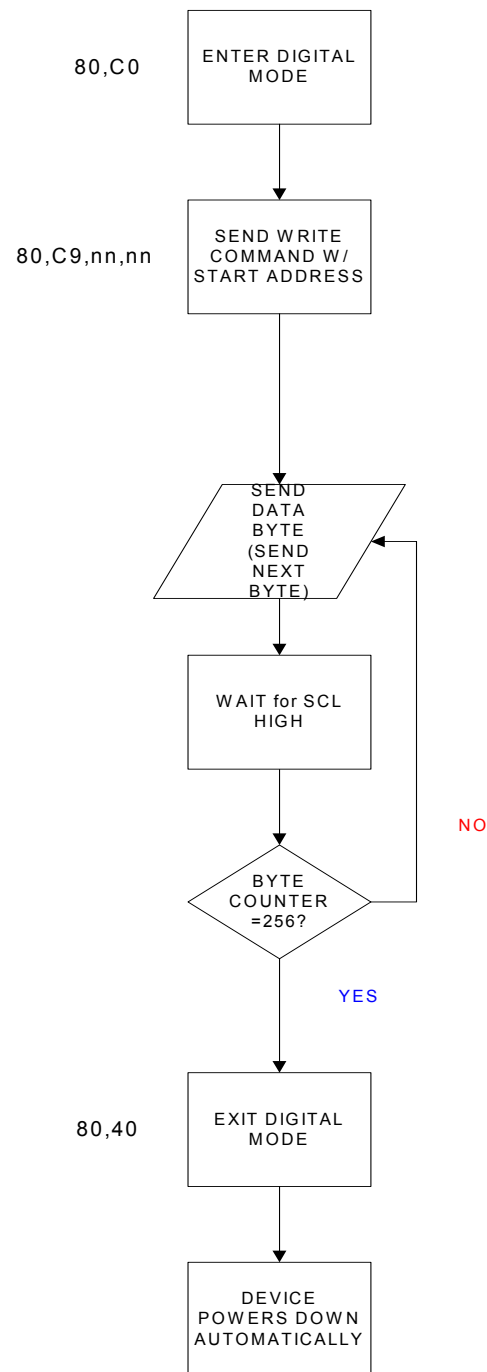 80,C0
ENTER DIGITAL
MODE
80,C9,nn,nn
SEND WRITE
COMMAND W/
START ADDRESS
SEND
DATA
BYTE
(SEND
NEXT
BYTE)
WAIT for SCL
HIGH
NO
BYTE
COUNTER
=256?
YES
80,40
EXIT DIGITAL
MODE
DEVICE
POWERS DOWN
AUTOMATICALLY